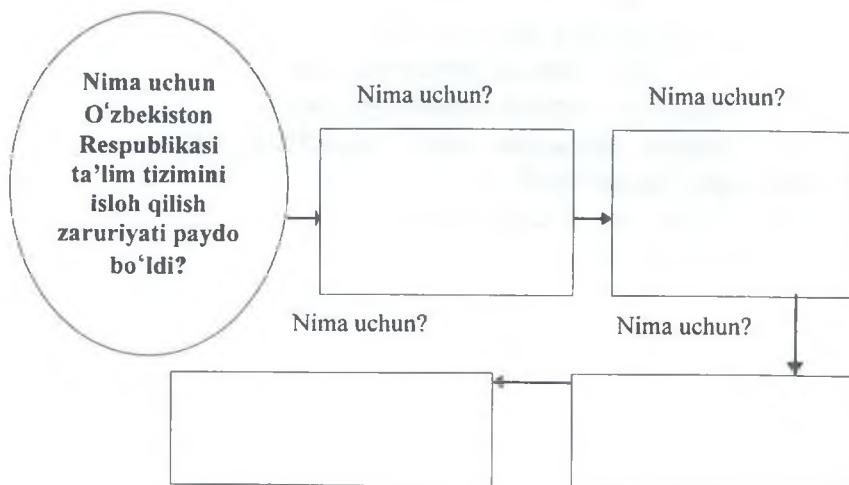 Nima uchun
O‘zbekiston
Respublikasi
ta’lim tizimini
isloh qilish
zaruriyati paydo
bo‘ldi?
Nima uchun?
Nima uchun?
Nima uchun?
Nima uchun?